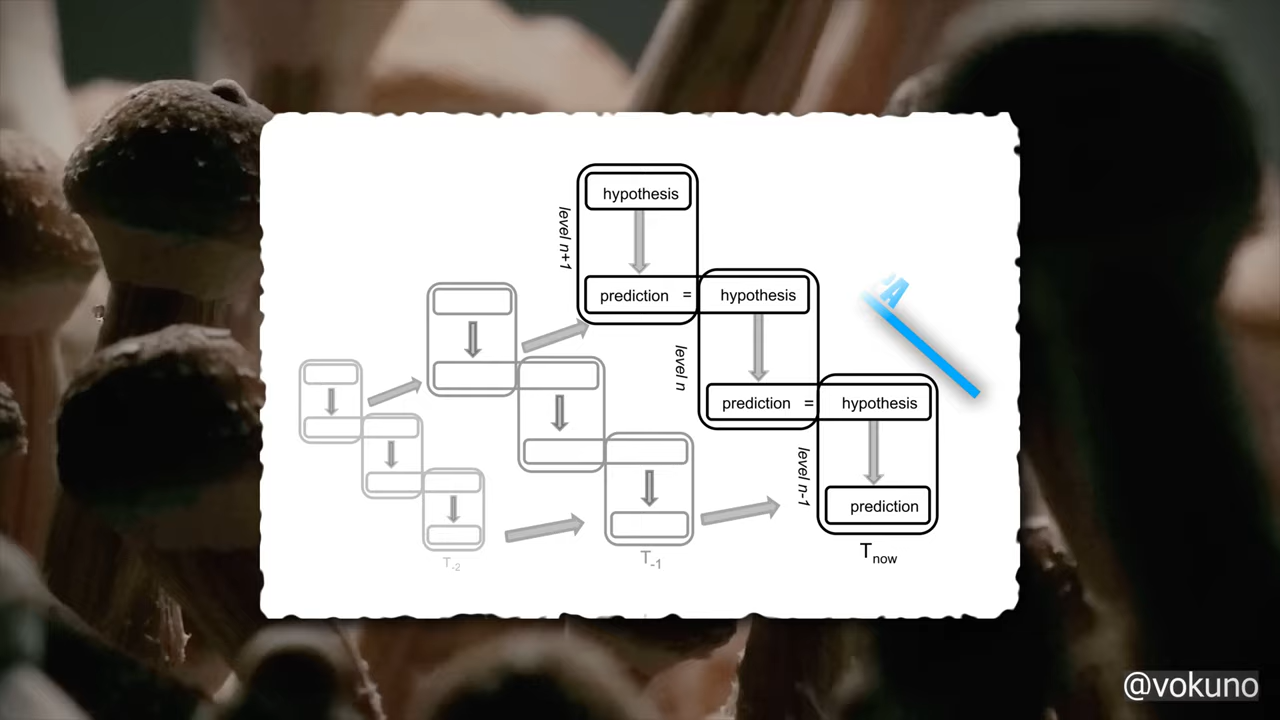 hypothesis
level n+1
prediction = hypothesis
level n
prediction = hypothesis
level n-1
prediction
T-2
T-1
Tnow
@vokuno